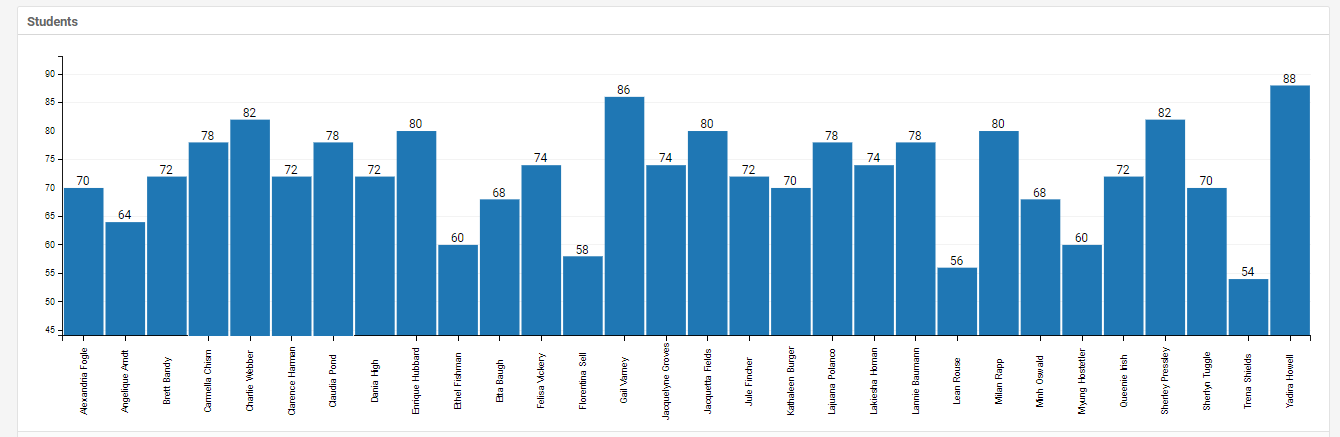 Students
90
85
80
75
70
65
60
55
50
45
70
64
72
78
82
72
78
72
80
60
68
74
58
86
74
80
72
70
78
74
78
56
80
68
60
72
82
70
54
88
Alexandria Fogle
Angelique Arndt
Brett Bandy
Carmella Chism
Charlie Webber
Clarence Harman
Claudia Pond
Dania High
Enrique Hubbard
Ethel Fishman
Etta Baugh
Felisa Vickery
Florentina Sell
Gail Varney
Jacquelyne Groves
Jacquetta Fields
Jule Fincher
Kathaleen Burger
Lajuana Polanco
Lakiesha Homan
Lannie Baumann
Lean Rouse
Milian Rapp
Minh Oswald
Myung Hostetler
Queenie Irish
Sherley Pressley
Sherlyn Tuggle
Trena Shields
Yadira Howell